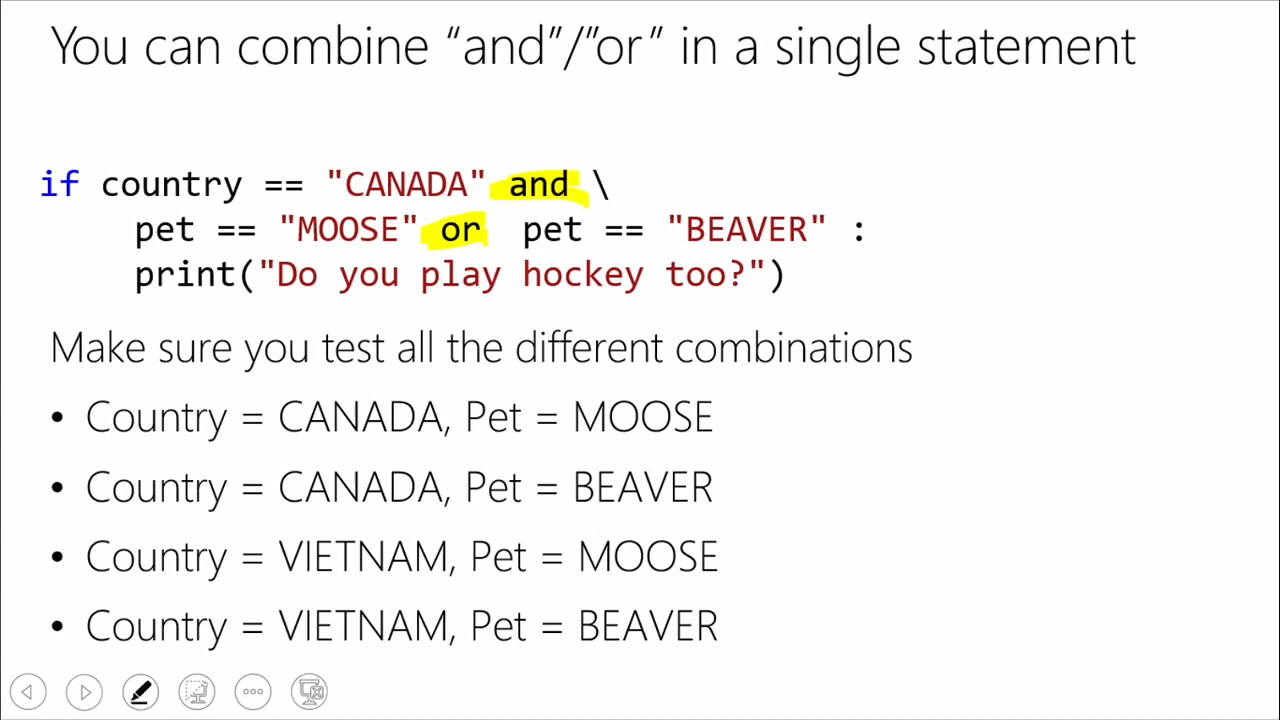 You can combine “and”/”or” in a single statement
if country == "CANADA" and \
pet == "MOOSE" or pet == "BEAVER" :
print("Do you play hockey too?")
Make sure you test all the different combinations
• Country = CANADA, Pet = MOOSE
• Country = CANADA, Pet = BEAVER
• Country = VIETNAM, Pet = MOOSE
• Country = VIETNAM, Pet = BEAVER